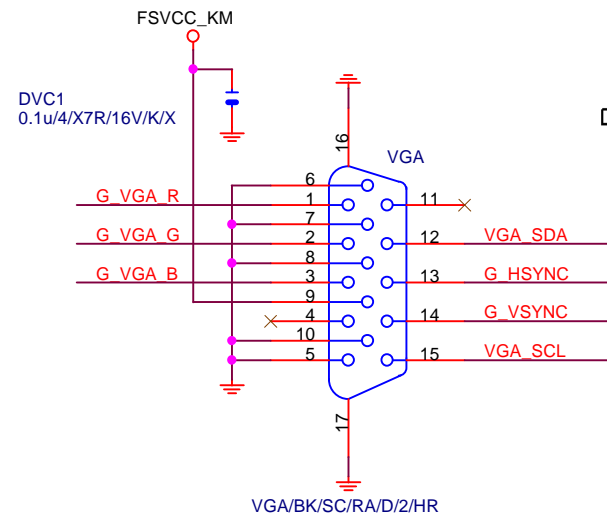 FSVCC_KM
DVC1
0.1u/4/X7R/16V/K/X
16
VGA
6
G_VGA_R 1 11
7
G_VGA_G 2 12 VGA_SDA
8
G_VGA_B 3 13 G_HSYNC
9
4 14 G_VSYNC
10
5 15 VGA_SCL
17
VGA/BK/SC/RA/D/2/HR